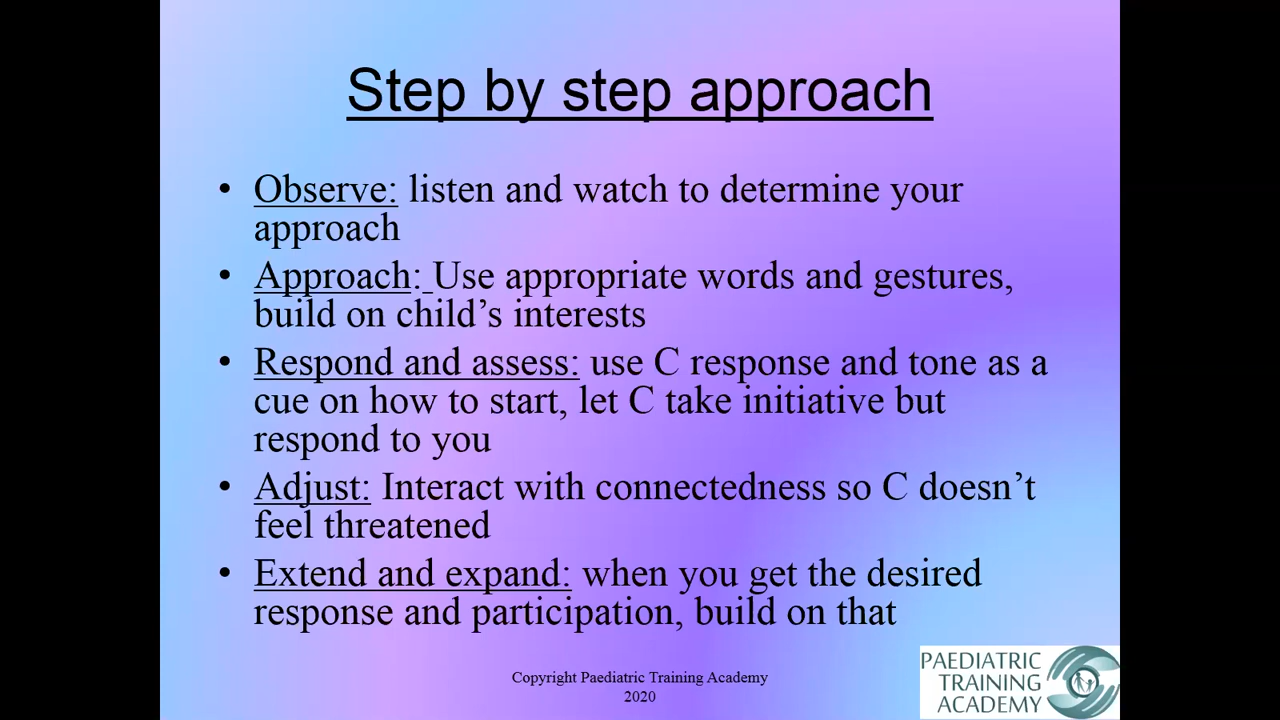 Step by step approach
• Observe: listen and watch to determine your
approach
• Approach: Use appropriate words and gestures,
build on child’s interests
• Respond and assess: use C response and tone as a
cue on how to start, let C take initiative but
respond to you
• Adjust: Interact with connectedness so C doesn’t
feel threatened
• Extend and expand: when you get the desired
response and participation, build on that
Copyright Paediatric Training Academy
2020
PAEDIATRIC
TRAINING
ACADEMY